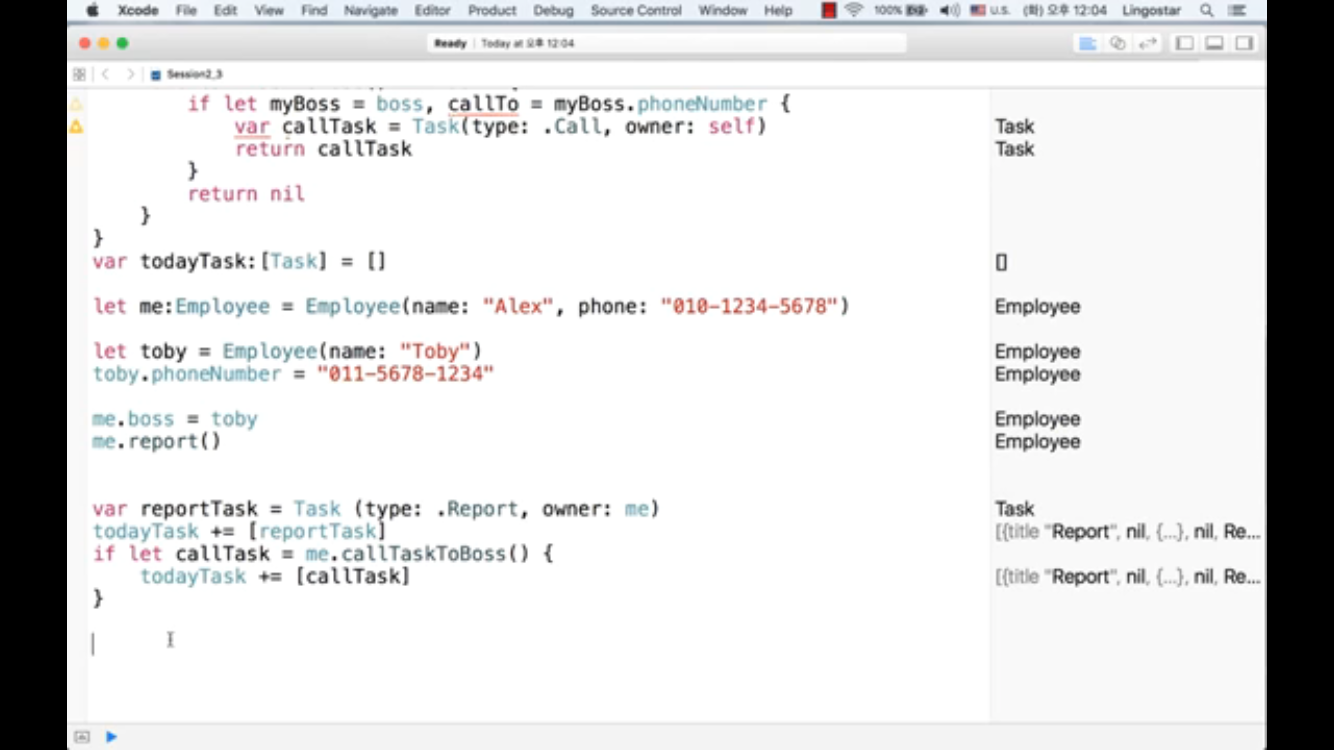 Xcode File Edit View Find Navigate Editor Product Debug Source Control Window Help 100% U.S. (화) 오후 12:04 Lingostar
Ready | Today at 오후 12:04
Session2_3
if let myBoss = boss, callTo = myBoss.phoneNumber {
var callTask = Task(type: .Call, owner: self) Task
return callTask Task
}
return nil
}
}
var todayTask:[Task] = [] []
let me:Employee = Employee(name: "Alex", phone: "010-1234-5678") Employee
let toby = Employee(name: "Toby") Employee
toby.phoneNumber = "011-5678-1234" Employee
me.boss = toby Employee
me.report() Employee
var reportTask = Task (type: .Report, owner: me) Task
todayTask += [reportTask] [{title "Report", nil, {...}, nil, Re...
if let callTask = me.callTaskToBoss() {
todayTask += [callTask] [{title "Report", nil, {...}, nil, Re...
}